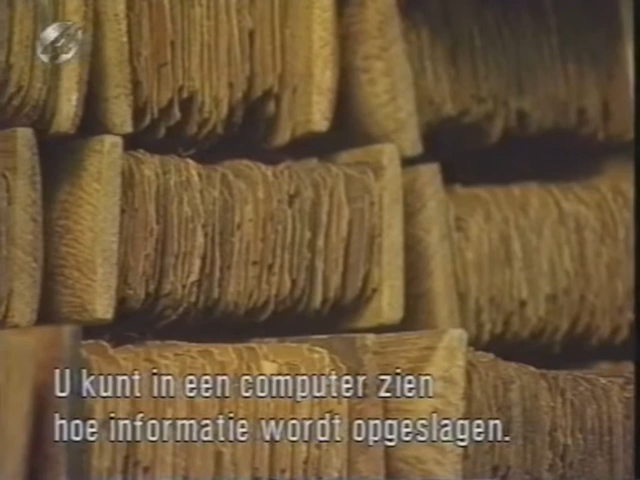 U kunt in een computer zien
hoe informatie wordt opgeslagen.